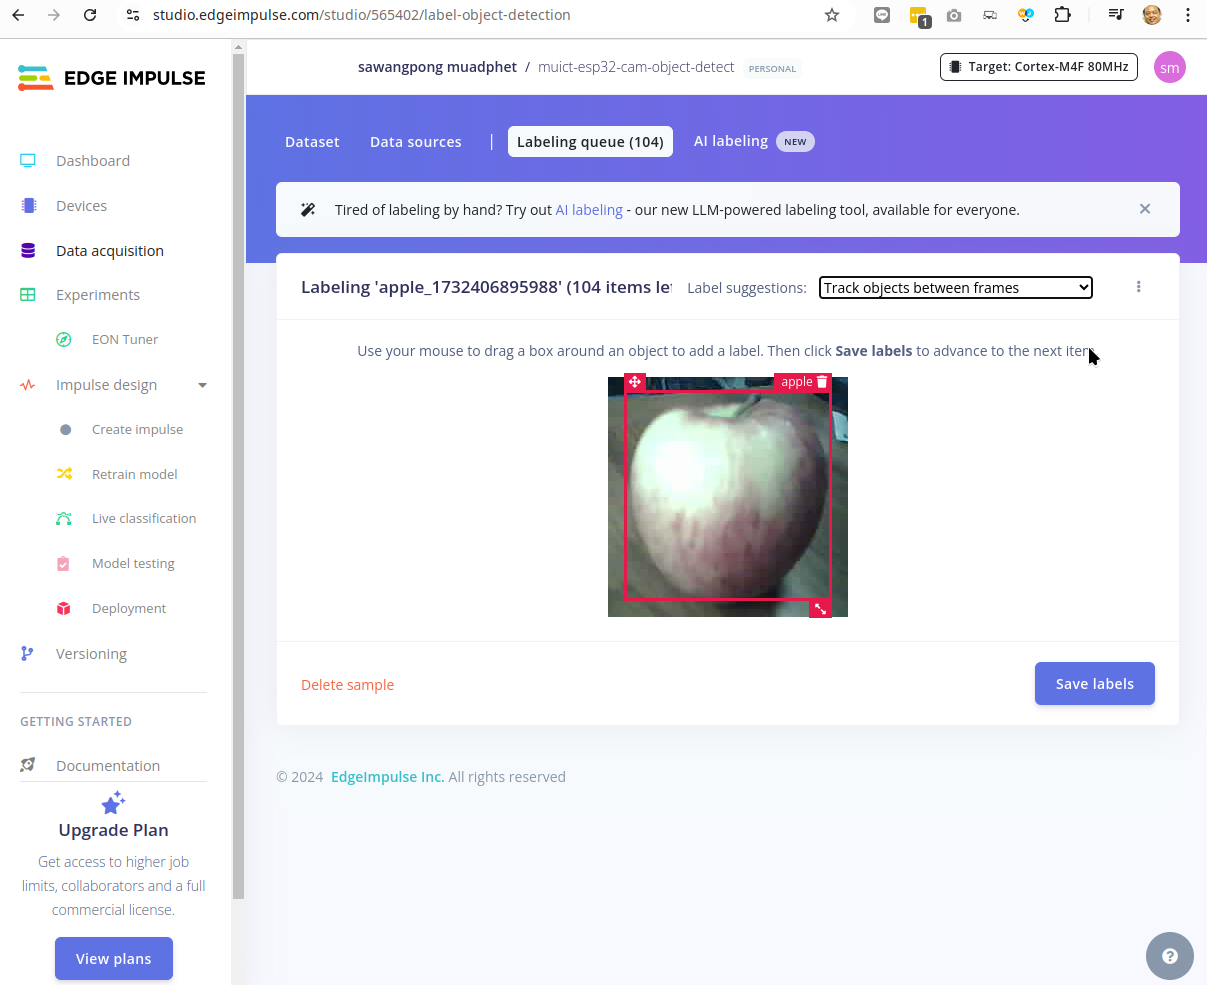 studio.edgeimpulse.com/studio/565402/label-object-detection
1
EDGE IMPULSE
sawangpong muadphet / muict-esp32-cam-object-detect PERSONAL
Target: Cortex-M4F 80MHz
sm
Dataset
Data sources
Labeling queue (104)
AI labeling NEW
Tired of labeling by hand? Try out AI labeling - our new LLM-powered labeling tool, available for everyone.
Dashboard
Devices
Data acquisition
Experiments
EON Tuner
Impulse design
Create impulse
Retrain model
Live classification
Model testing
Deployment
Versioning
GETTING STARTED
Documentation
Upgrade Plan
Get access to higher job
limits, collaborators and a full
commercial license.
View plans
Labeling 'apple_1732406895988' (104 items le
Label suggestions: Track objects between frames
Use your mouse to drag a box around an object to add a label. Then click Save labels to advance to the next item
apple
Delete sample
Save labels
© 2024 EdgeImpulse Inc. All rights reserved
?